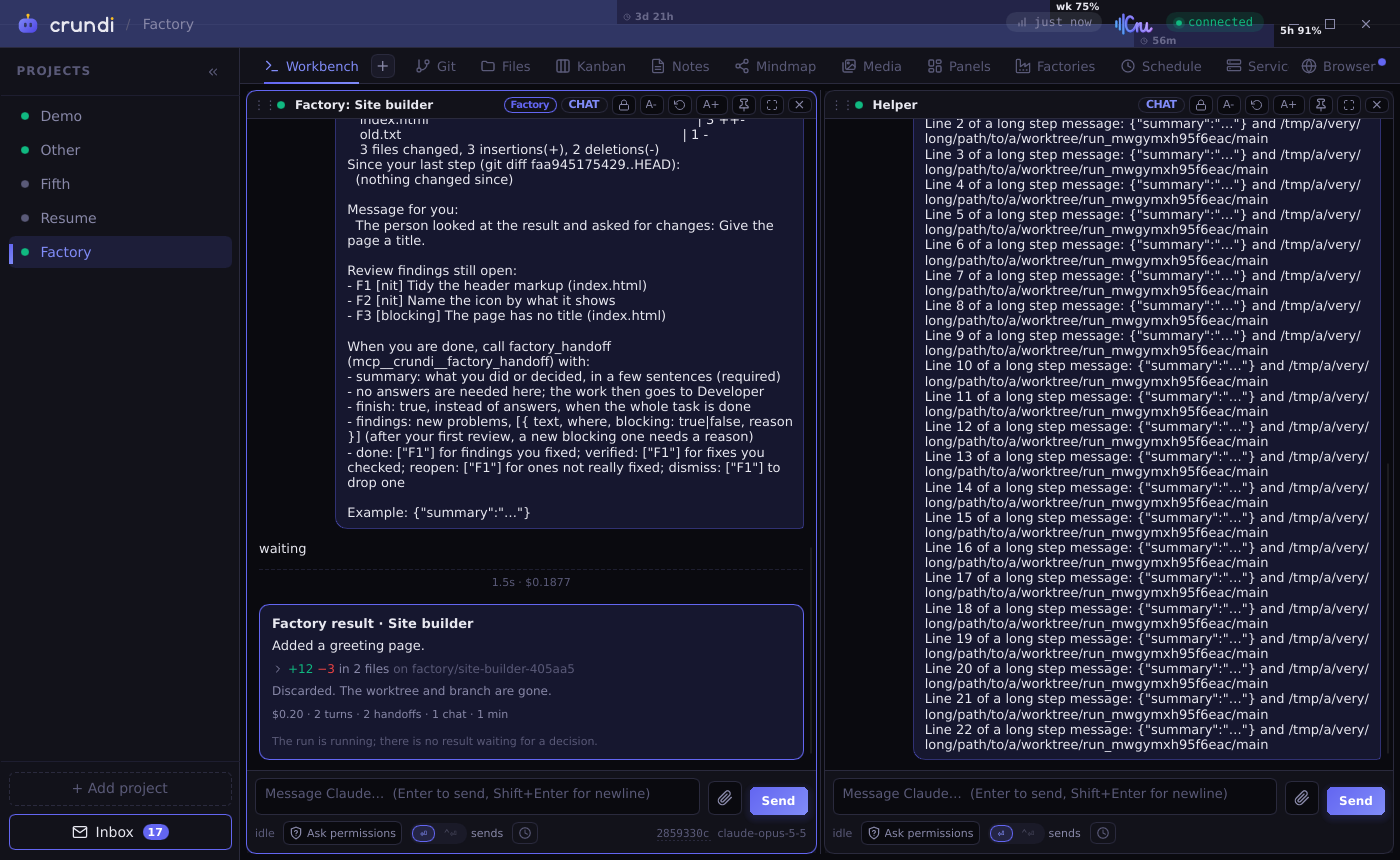 crundi / Factory
3d 21h
wk 75%
just now
Cru
connected
56m
5h 91%
PROJECTS «
Workbench + Git Files Kanban Notes Mindmap Media Panels Factories Schedule Servic Browser
Demo
Other
Fifth
Resume
Factory
+ Add project
Inbox 17
Factory: Site builder Factory CHAT A- A+
index.html | 3 ++-
old.txt | 1 -
3 files changed, 3 insertions(+), 2 deletions(-)
Since your last step (git diff faa945175429..HEAD):
(nothing changed since)
Message for you:
The person looked at the result and asked for changes: Give the
page a title.
Review findings still open:
- F1 [nit] Tidy the header markup (index.html)
- F2 [nit] Name the icon by what it shows
- F3 [blocking] The page has no title (index.html)
When you are done, call factory_handoff
(mcp__crundi__factory_handoff) with:
- summary: what you did or decided, in a few sentences (required)
- no answers are needed here; the work then goes to Developer
- finish: true, instead of answers, when the whole task is done
- findings: new problems, [{ text, where, blocking: true|false, reason
}] (after your first review, a new blocking one needs a reason)
- done: ["F1"] for findings you fixed; verified: ["F1"] for fixes you
checked; reopen: ["F1"] for ones not really fixed; dismiss: ["F1"] to
drop one
Example: {"summary":"…"}
waiting
1.5s · $0.1877
Factory result · Site builder
Added a greeting page.
+12 −3 in 2 files on factory/site-builder-405aa5
Discarded. The worktree and branch are gone.
$0.20 · 2 turns · 2 handoffs · 1 chat · 1 min
The run is running; there is no result waiting for a decision.
Message Claude… (Enter to send, Shift+Enter for newline)
Send
idle Ask permissions sends 2859330c claude-opus-5-5
Helper CHAT A- A+
Line 2 of a long step message: {"summary":"…"} and /tmp/a/very/
long/path/to/a/worktree/run_mwgymxh95f6eac/main
Line 3 of a long step message: {"summary":"…"} and /tmp/a/very/
long/path/to/a/worktree/run_mwgymxh95f6eac/main
Line 4 of a long step message: {"summary":"…"} and /tmp/a/very/
long/path/to/a/worktree/run_mwgymxh95f6eac/main
Line 5 of a long step message: {"summary":"…"} and /tmp/a/very/
long/path/to/a/worktree/run_mwgymxh95f6eac/main
Line 6 of a long step message: {"summary":"…"} and /tmp/a/very/
long/path/to/a/worktree/run_mwgymxh95f6eac/main
Line 7 of a long step message: {"summary":"…"} and /tmp/a/very/
long/path/to/a/worktree/run_mwgymxh95f6eac/main
Line 8 of a long step message: {"summary":"…"} and /tmp/a/very/
long/path/to/a/worktree/run_mwgymxh95f6eac/main
Line 9 of a long step message: {"summary":"…"} and /tmp/a/very/
long/path/to/a/worktree/run_mwgymxh95f6eac/main
Line 10 of a long step message: {"summary":"…"} and /tmp/a/very/
long/path/to/a/worktree/run_mwgymxh95f6eac/main
Line 11 of a long step message: {"summary":"…"} and /tmp/a/very/
long/path/to/a/worktree/run_mwgymxh95f6eac/main
Line 12 of a long step message: {"summary":"…"} and /tmp/a/very/
long/path/to/a/worktree/run_mwgymxh95f6eac/main
Line 13 of a long step message: {"summary":"…"} and /tmp/a/very/
long/path/to/a/worktree/run_mwgymxh95f6eac/main
Line 14 of a long step message: {"summary":"…"} and /tmp/a/very/
long/path/to/a/worktree/run_mwgymxh95f6eac/main
Line 15 of a long step message: {"summary":"…"} and /tmp/a/very/
long/path/to/a/worktree/run_mwgymxh95f6eac/main
Line 16 of a long step message: {"summary":"…"} and /tmp/a/very/
long/path/to/a/worktree/run_mwgymxh95f6eac/main
Line 17 of a long step message: {"summary":"…"} and /tmp/a/very/
long/path/to/a/worktree/run_mwgymxh95f6eac/main
Line 18 of a long step message: {"summary":"…"} and /tmp/a/very/
long/path/to/a/worktree/run_mwgymxh95f6eac/main
Line 19 of a long step message: {"summary":"…"} and /tmp/a/very/
long/path/to/a/worktree/run_mwgymxh95f6eac/main
Line 20 of a long step message: {"summary":"…"} and /tmp/a/very/
long/path/to/a/worktree/run_mwgymxh95f6eac/main
Line 21 of a long step message: {"summary":"…"} and /tmp/a/very/
long/path/to/a/worktree/run_mwgymxh95f6eac/main
Line 22 of a long step message: {"summary":"…"} and /tmp/a/very/
long/path/to/a/worktree/run_mwgymxh95f6eac/main
Message Claude… (Enter to send, Shift+Enter for newline)
Send
idle Ask permissions sends